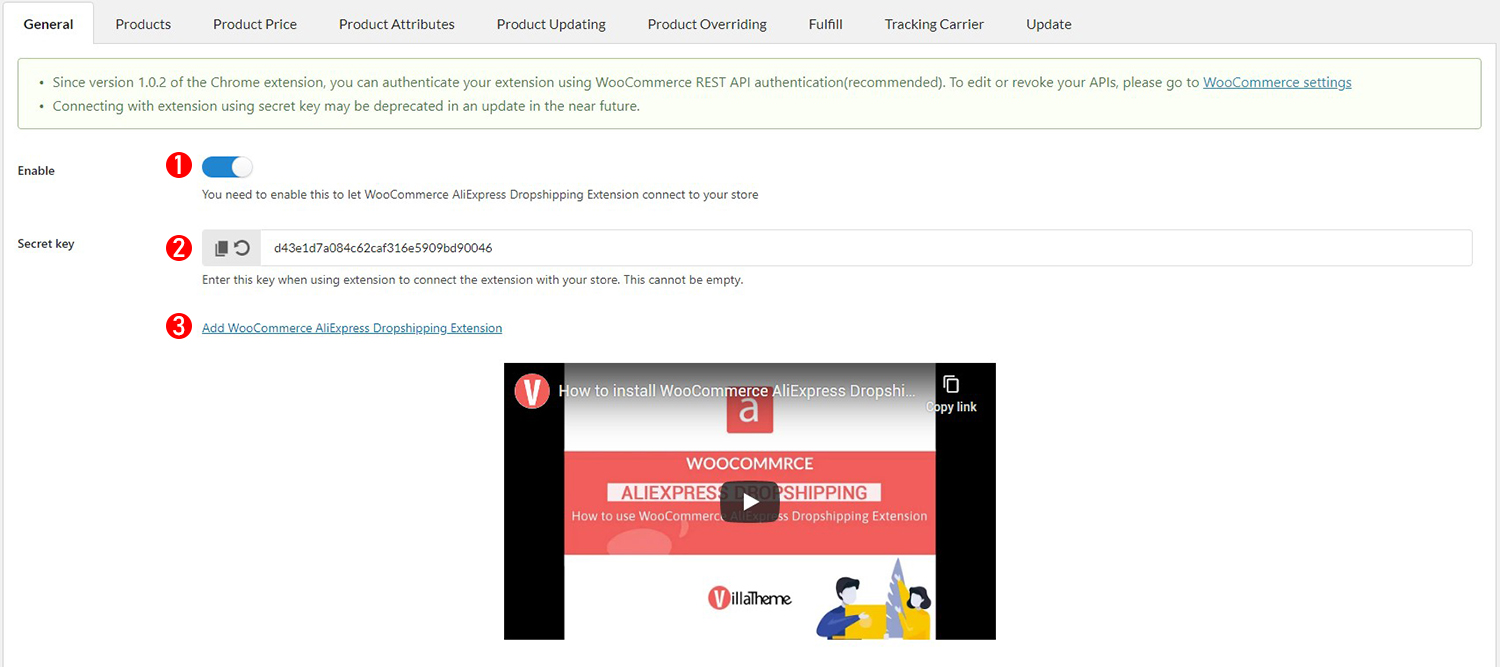 General Products Product Price Product Attributes Product Updating Product Overriding Fulfill Tracking Carrier Update
• Since version 1.0.2 of the Chrome extension, you can authenticate your extension using WooCommerce REST API authentication(recommended). To edit or revoke your APIs, please go to WooCommerce settings
• Connecting with extension using secret key may be deprecated in an update in the near future.
Enable 1
You need to enable this to let WooCommerce AliExpress Dropshipping Extension connect to your store
Secret key 2 d43e1d7a084c62caf316e5909bd90046
Enter this key when using extension to connect the extension with your store. This cannot be empty.
3 Add WooCommerce AliExpress Dropshipping Extension
V How to install WooCommerce AliExpress Dropshi...
a
Copy link
WOOCOMMRCE
ALIEXPRESS DROPSHIPPING
How to use WooCommerce AliExpress Dropshipping Extension
VillaTheme